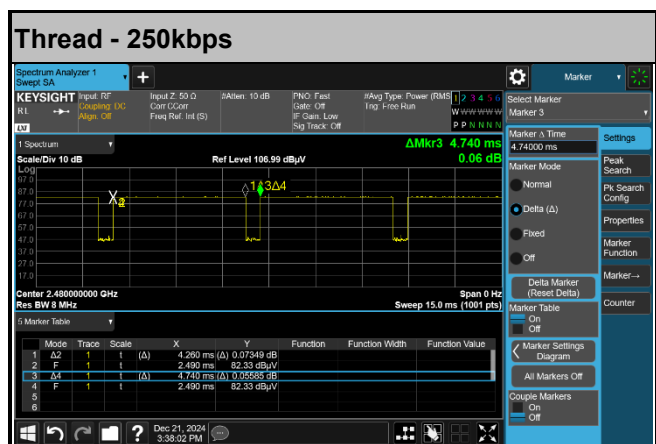 Thread - 250kbps
Spectrum Analyzer 1
Swept SA
Marker
KEYSIGHT Input: RF Input Z: 50 Ω #Atten: 10 dB PNO: Fast #Avg Type: Power (RMS 1 2 3 4 5 6
RL Coupling: DC Corr CCorr Gate: Off Trig: Free Run
Align: Off Freq Ref: Int (S) IF Gain: Low W W W W W W
LXI Sig Track: Off P P N N N N
Select Marker
Marker 3
1 Spectrum
ΔMkr3 4.740 ms
Scale/Div 10 dB Ref Level 106.99 dBµV 0.06 dB
Log
97.0
87.0
77.0
67.0
57.0
47.0
37.0
27.0
17.0
X 2 1 3Δ4
Center 2.480000000 GHz Span 0 Hz
Res BW 8 MHz Sweep 15.0 ms (1001 pts)
5 Marker Table
Mode Trace Scale X Y Function Function Width Function Value
1 Δ2 1 t (Δ) 4.260 ms (Δ) 0.07349 dB
2 F 1 t 2.490 ms 82.33 dBµV
3 Δ4 1 t (Δ) 4.740 ms (Δ) 0.05585 dB
4 F 1 t 2.490 ms 82.33 dBµV
5
6
Marker Δ Time
4.74000 ms
Marker Mode
Normal
Delta (Δ)
Fixed
Off
Delta Marker
(Reset Delta)
Marker Table
On
Off
Marker Settings
Diagram
All Markers Off
Couple Markers
On
Off
Settings
Peak
Search
Pk Search
Config
Properties
Marker
Function
Marker→
Counter
? Dec 21, 2024
3:38:02 PM